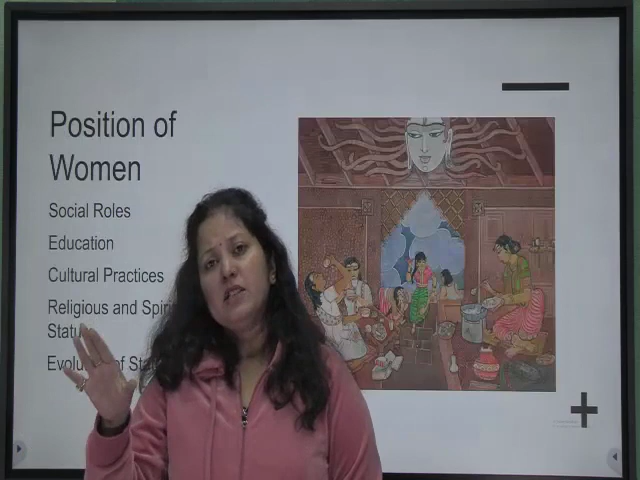 Position of
Women
Social Roles
Education
Cultural Practices
Religious and